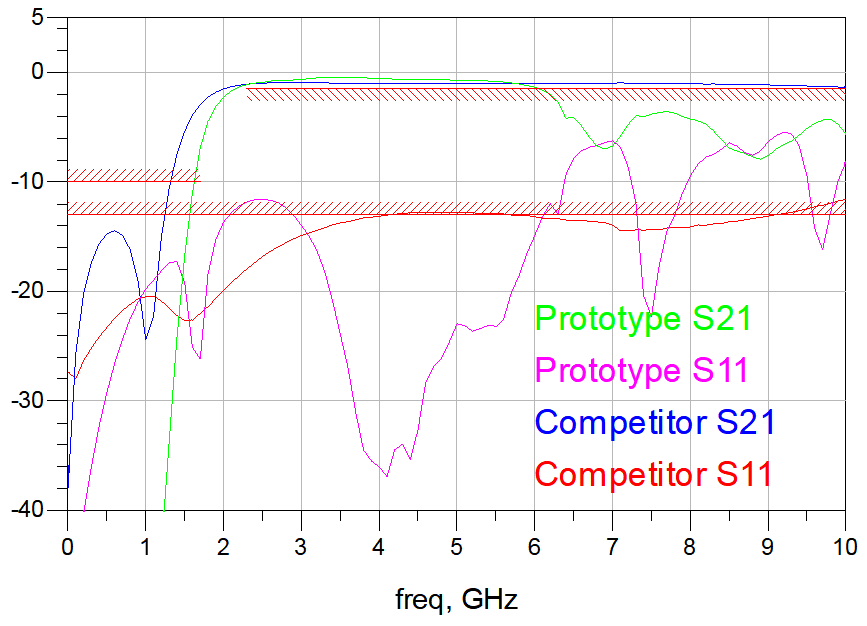 5
0
-10
-20
-30
-40
Prototype S21
Prototype S11
Competitor S21
Competitor S11
0 1 2 3 4 5 6 7 8 9 10
freq, GHz